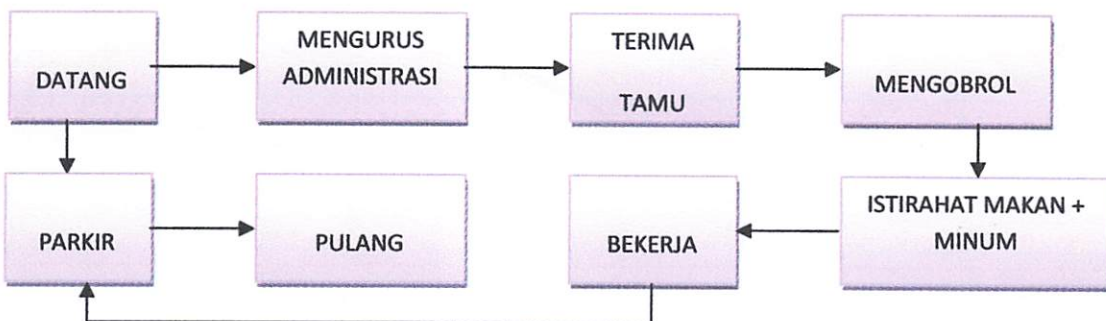 DATANG
MENGURUS
ADMINISTRASI
TERIMA
TAMU
MENGOBROL
PARKIR
PULANG
BEKERJA
ISTIRAHAT MAKAN +
MINUM